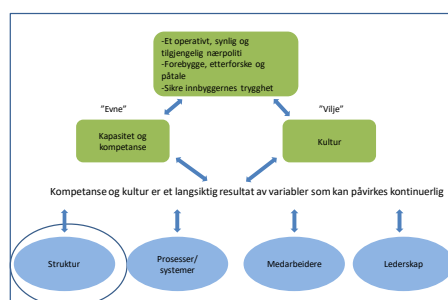 -Et operativt, synlig og
tilgjengelig nærpoliti
-Forebygge, etterforske og
påtale
-Sikre innbyggernes trygghet
"Evne"
"Vilje"
Kapasitet og
kompetanse
Kultur
Kompetanse og kultur er et langsiktig resultat av variabler som kan påvirkes kontinuerlig
Struktur
Prosesser/
systemer
Medarbeidere
Lederskap